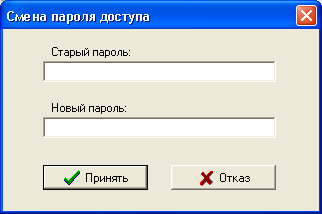 Смена пароля доступа
Старый пароль:
Новый пароль:
Принять Отказ